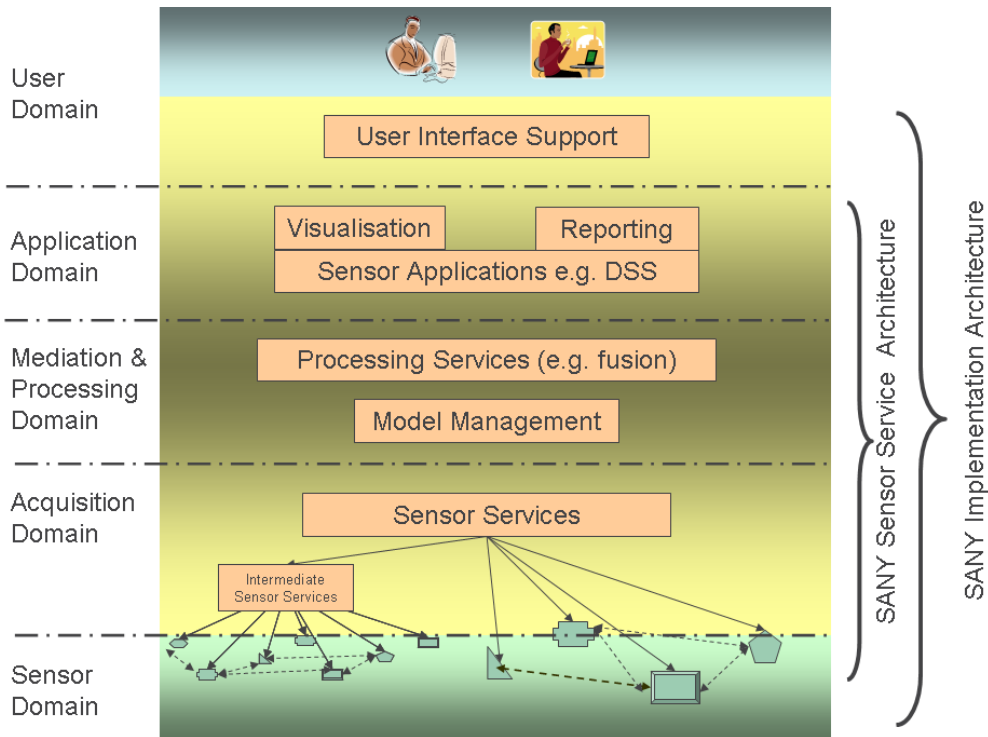 User
Domain
User Interface Support
Application
Domain
Visualisation
Reporting
Sensor Applications e.g. DSS
Mediation &
Processing
Domain
Processing Services (e.g. fusion)
Model Management
Acquisition
Domain
Sensor Services
Intermediate
Sensor Services
Sensor
Domain
SANY Sensor Service Architecture
SANY Implementation Architecture